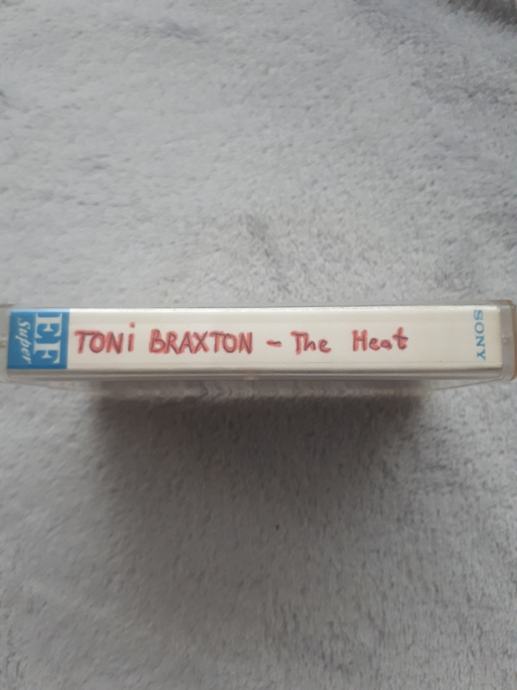 EF
Super
TONi BRAXTON - The Heat
SONY